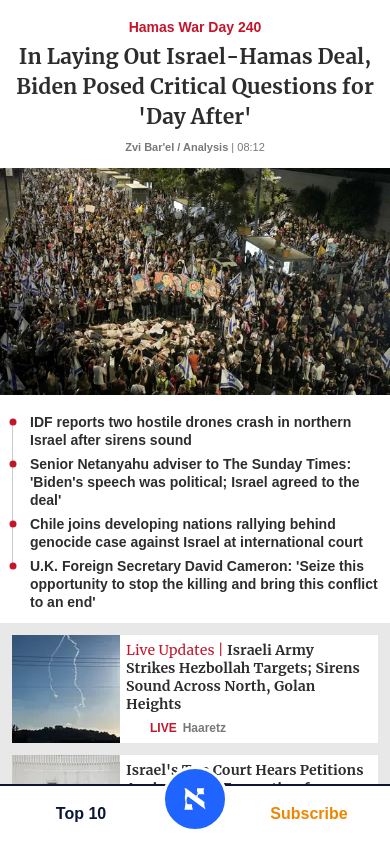 Hamas War Day 240
In Laying Out Israel-Hamas Deal,
Biden Posed Critical Questions for
'Day After'
Zvi Bar'el / Analysis | 08:12
IDF reports two hostile drones crash in northern
Israel after sirens sound
Senior Netanyahu adviser to The Sunday Times:
'Biden's speech was political; Israel agreed to the
deal'
Chile joins developing nations rallying behind
genocide case against Israel at international court
U.K. Foreign Secretary David Cameron: 'Seize this
opportunity to stop the killing and bring this conflict
to an end'
Live Updates | Israeli Army
Strikes Hezbollah Targets; Sirens
Sound Across North, Golan
Heights
LIVE Haaretz
Israel's Top Court Hears Petitions
Top 10
Subscribe